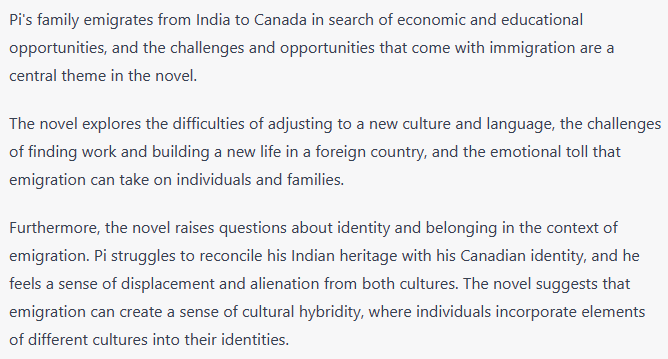 Pi's family emigrates from India to Canada in search of economic and educational
opportunities, and the challenges and opportunities that come with immigration are a
central theme in the novel.
The novel explores the difficulties of adjusting to a new culture and language, the challenges
of finding work and building a new life in a foreign country, and the emotional toll that
emigration can take on individuals and families.
Furthermore, the novel raises questions about identity and belonging in the context of
emigration. Pi struggles to reconcile his Indian heritage with his Canadian identity, and he
feels a sense of displacement and alienation from both cultures. The novel suggests that
emigration can create a sense of cultural hybridity, where individuals incorporate elements
of different cultures into their identities.